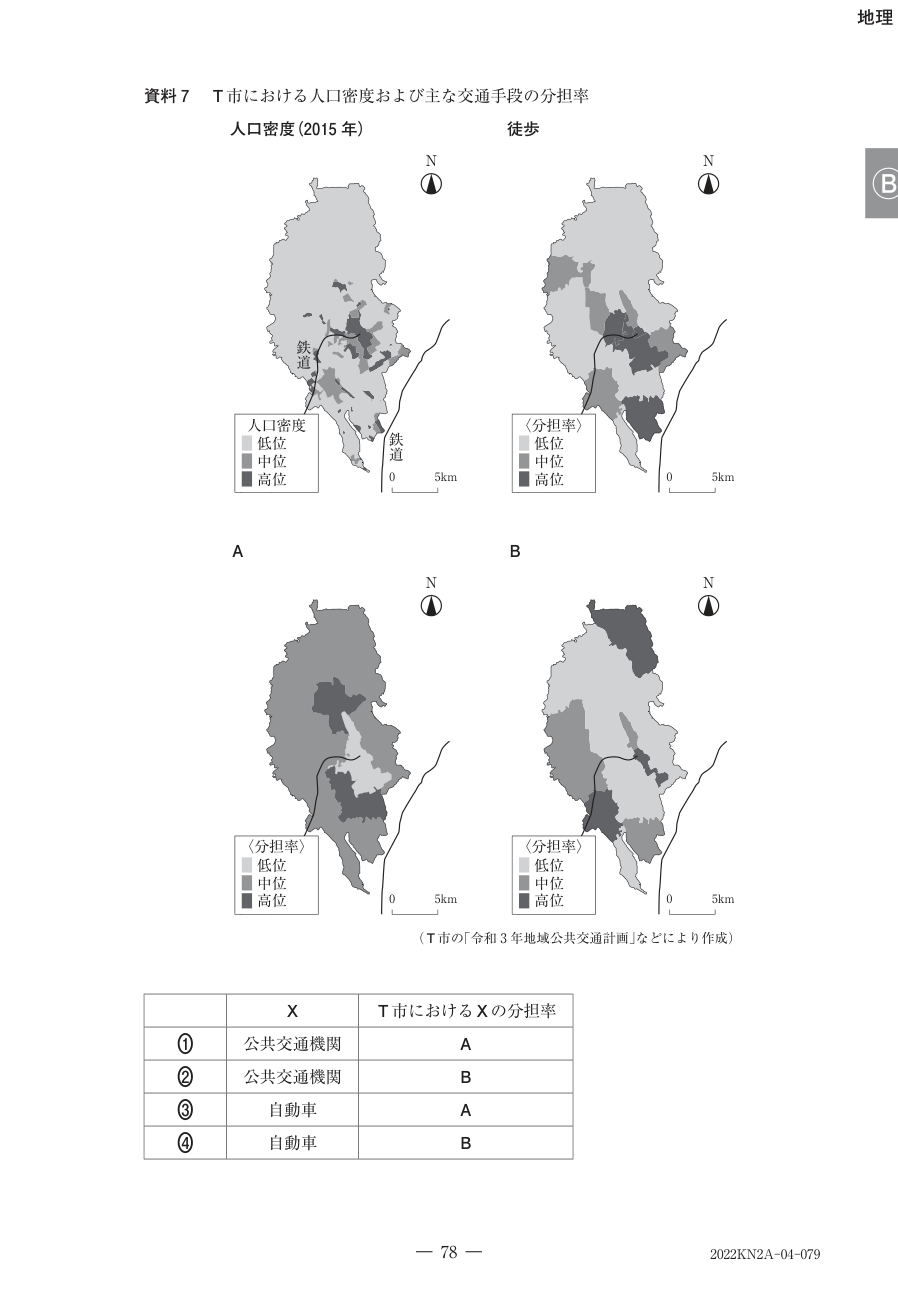 地理
資料7 T市における人口密度および主な交通手段の分担率
人口密度(2015年)
徒歩
N
N
B
鉄道
鉄道
人口密度
低位
中位
高位
0 5km
〈分担率〉
低位
中位
高位
0 5km
A
B
N
N
〈分担率〉
低位
中位
高位
0 5km
〈分担率〉
低位
中位
高位
0 5km
(T市の「令和3年地域公共交通計画」などにより作成)
X T市におけるXの分担率
① 公共交通機関 A
② 公共交通機関 B
③ 自動車 A
④ 自動車 B
— 78 —
2022KN2A-04-079